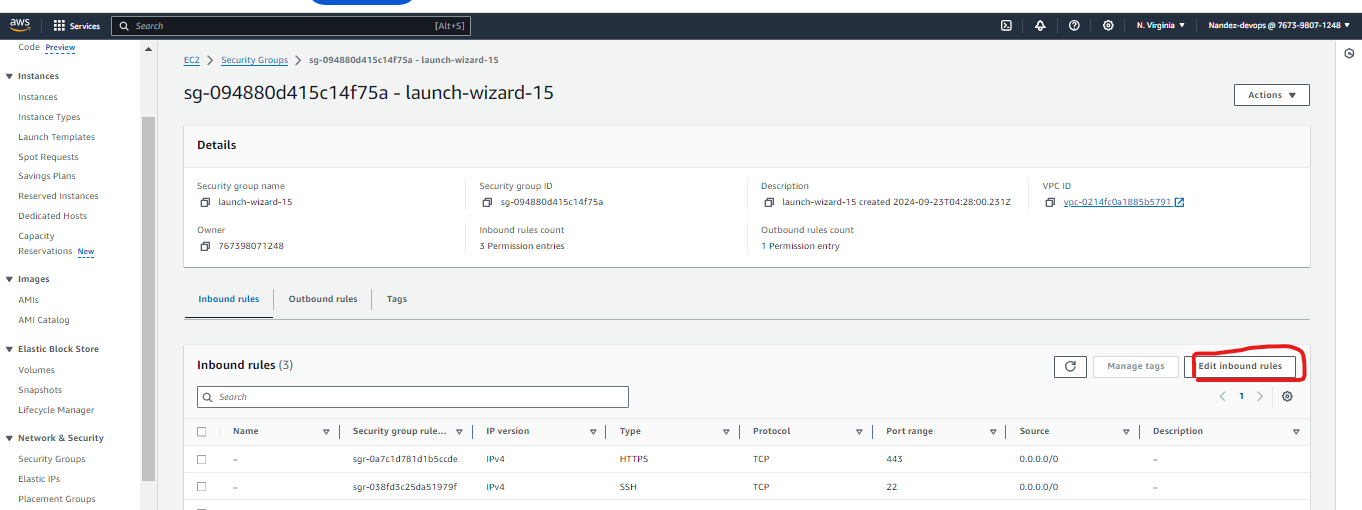 aws Services Search [Alt+S] N. Virginia Nandez-devops @ 7673-9807-1248
Code Preview
Instances
Instances
Instance Types
Launch Templates
Spot Requests
Savings Plans
Reserved Instances
Dedicated Hosts
Capacity
Reservations New
Images
AMIs
AMI Catalog
Elastic Block Store
Volumes
Snapshots
Lifecycle Manager
Network & Security
Security Groups
Elastic IPs
Placement Groups
EC2 Security Groups sg-094880d415c14f75a - launch-wizard-15
sg-094880d415c14f75a - launch-wizard-15
Actions
Details
Security group name Security group ID Description VPC ID
launch-wizard-15 sg-094880d415c14f75a launch-wizard-15 created 2024-09-23T04:28:00.231Z vpc-0214fc0a1885b5791
Owner Inbound rules count Outbound rules count
767398071248 3 Permission entries 1 Permission entry
Inbound rules Outbound rules Tags
Inbound rules (3) Manage tags Edit inbound rules
Search 1
Name Security group rule... IP version Type Protocol Port range Source Description
– sgr-0a7c1d781d1b5ccde IPv4 HTTPS TCP 443 0.0.0.0/0 –
– sgr-038fd3c25da51979f IPv4 SSH TCP 22 0.0.0.0/0 –